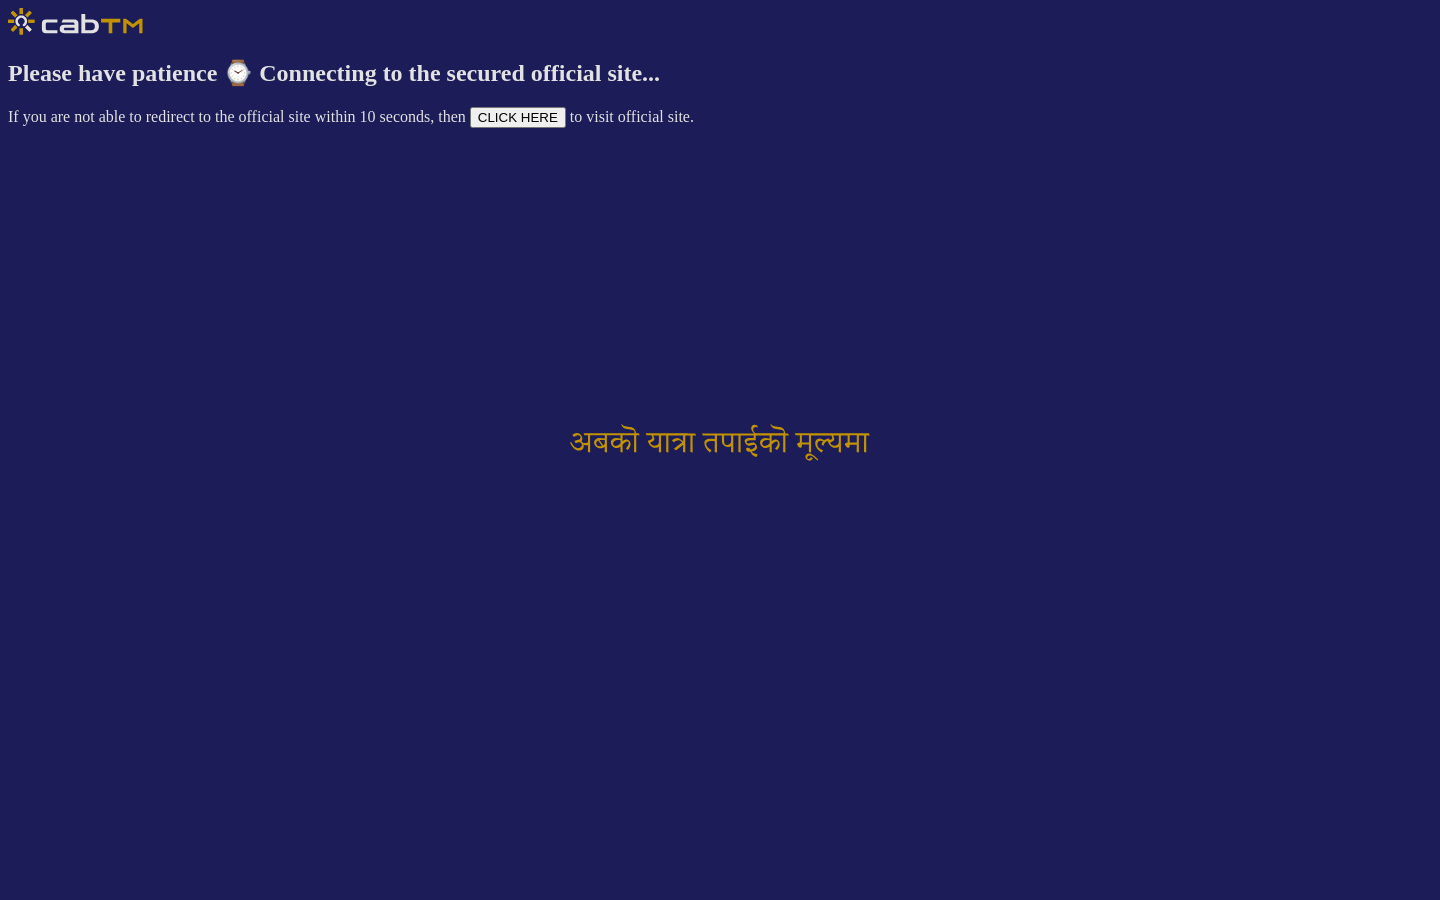 cabTM
Please have patience ⌚ Connecting to the secured official site...
If you are not able to redirect to the official site within 10 seconds, then CLICK HERE to visit official site.
अबकॊ यात्रा तपाईकॊ मूल्यमा